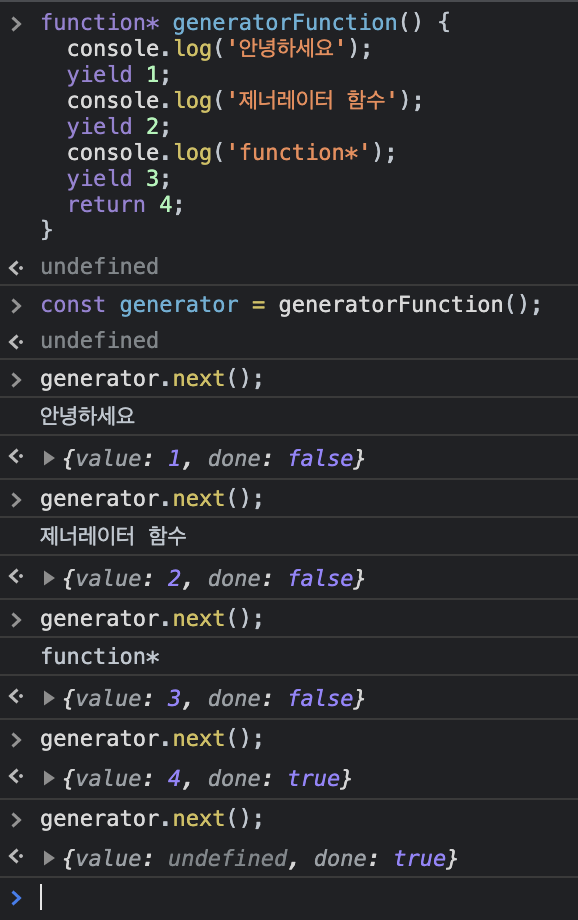 function* generatorFunction() {
  console.log('안녕하세요');
  yield 1;
  console.log('제너레이터 함수');
  yield 2;
  console.log('function*');
  yield 3;
  return 4;
}
undefined
const generator = generatorFunction();
undefined
generator.next();
안녕하세요
{value: 1, done: false}
generator.next();
제너레이터 함수
{value: 2, done: false}
generator.next();
function*
{value: 3, done: false}
generator.next();
{value: 4, done: true}
generator.next();
{value: undefined, done: true}